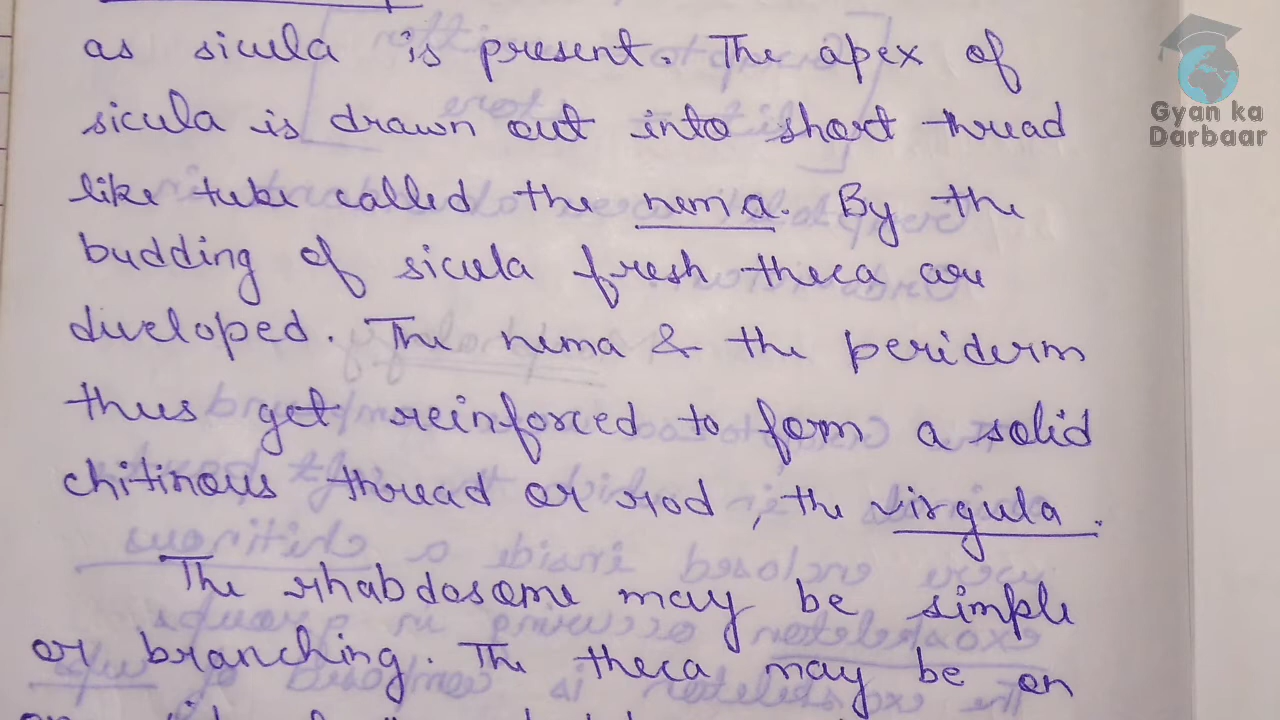 as sicula is present. The apex of
sicula is drawn out into short thread
like tube called the nema. By the
budding of sicula fresh theca are
developed. The nema & the periderm
thus get reinforced to form a solid
chitinous thread or rod, the virgula.
The rhabdosome may be simple
or branching. The theca may be on
Gyan ka
Darbaar